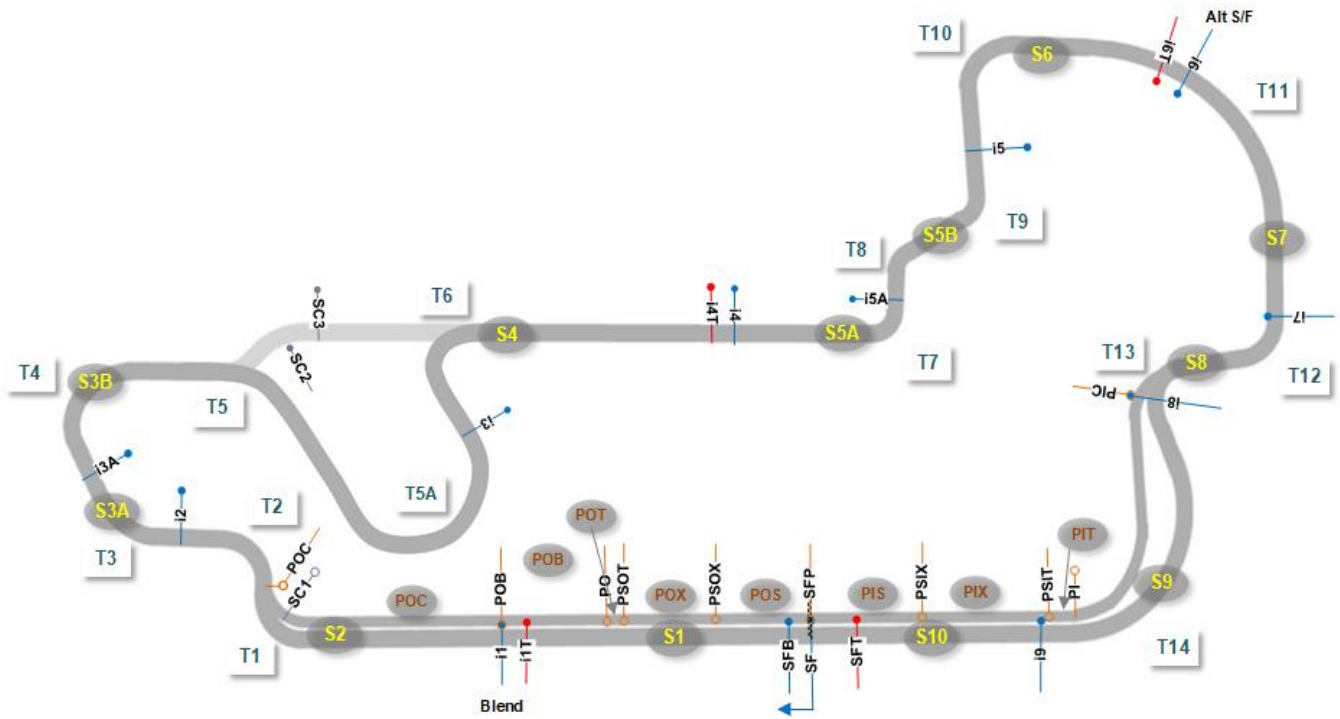 Alt S/F
T10
S6
i6T
i6
T11
i5
S5B
T9
T8
S7
SC3
T6
i4T
i4
i5A
S4
S5A
i7
SC2
T7
T13
S8
T12
T4
S3B
T5
PIC
i8
i3
i3A
T5A
S3A
i2
T2
POT
T3
POC
SC1
POB
POB
PO
PSOT
PSOX
SFP
PSIX
PSIT
PI
PIT
POC
POX
POS
PIS
PIX
S9
S2
S1
S10
T1
i1
i1T
SFB
SF
SFT
i9
T14
Blend